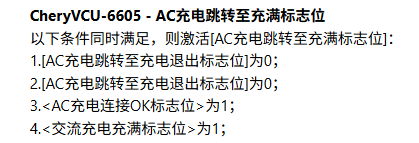 CheryVCU-6605 - AC充电跳转至充满标志位
以下条件同时满足，则激活[AC充电跳转至充满标志位]：
1.[AC充电跳转至充电退出标志位]为0；
2.[AC充电跳转至充电退出标志位]为0；
3.<AC充电连接OK标志位>为1；
4.<交流充电充满标志位>为1；